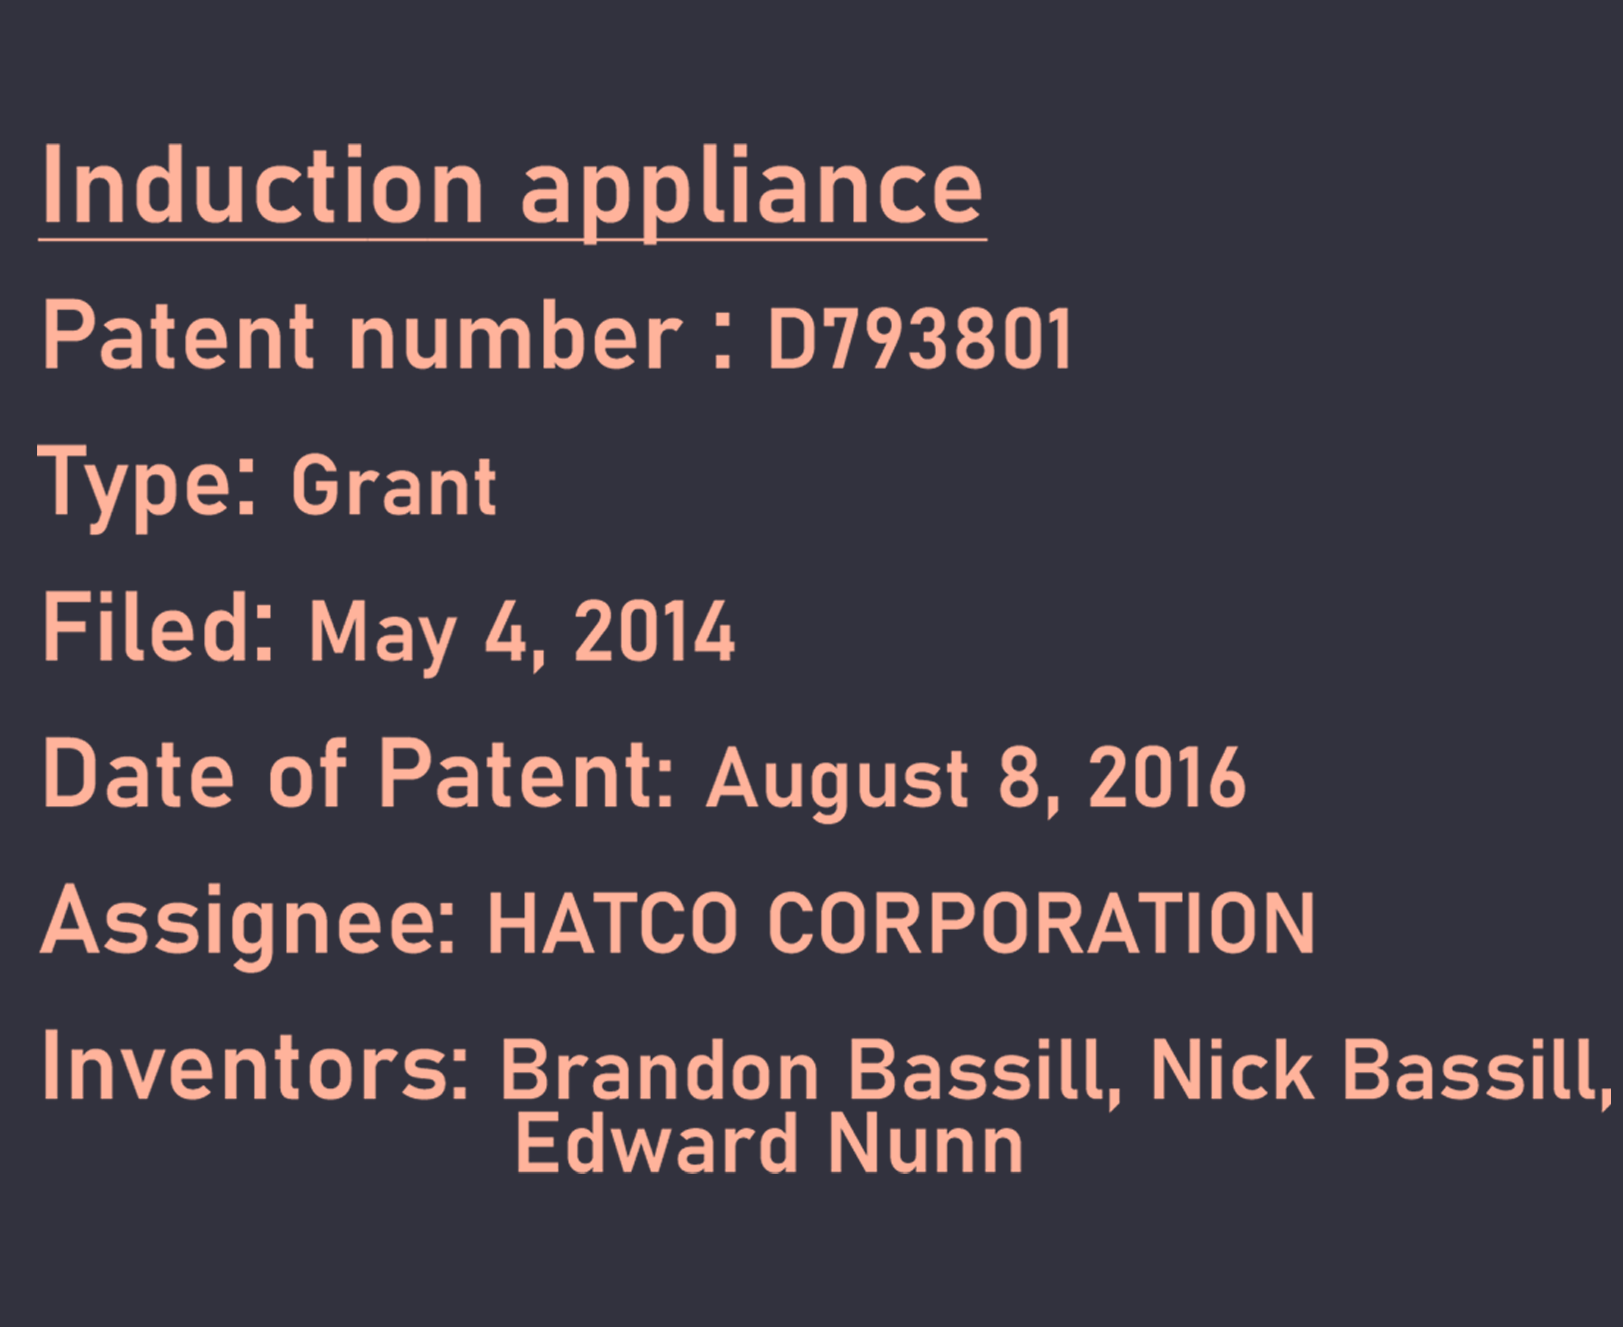 Induction appliance
Patent number : D793801
Type: Grant
Filed: May 4, 2014
Date of Patent: August 8, 2016
Assignee: HATCO CORPORATION
Inventors: Brandon Bassill, Nick Bassill,
Edward Nunn